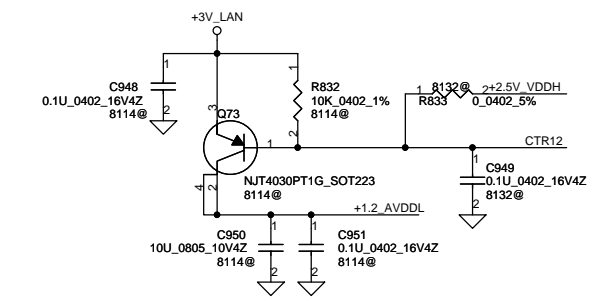 +3V_LAN
1
C948
0.1U_0402_16V4Z
8114@
2
3
Q73
1
R832
10K_0402_1%
8114@
2
1
8132@
2
+2.5V_VDDH
R833
0_0402_5%
1
CTR12
NJT4030PT1G_SOT223
8114@
4
2
1
C949
0.1U_0402_16V4Z
8132@
2
+1.2_AVDDL
1
C950
10U_0805_10V4Z
8114@
2
1
C951
0.1U_0402_16V4Z
8114@
2